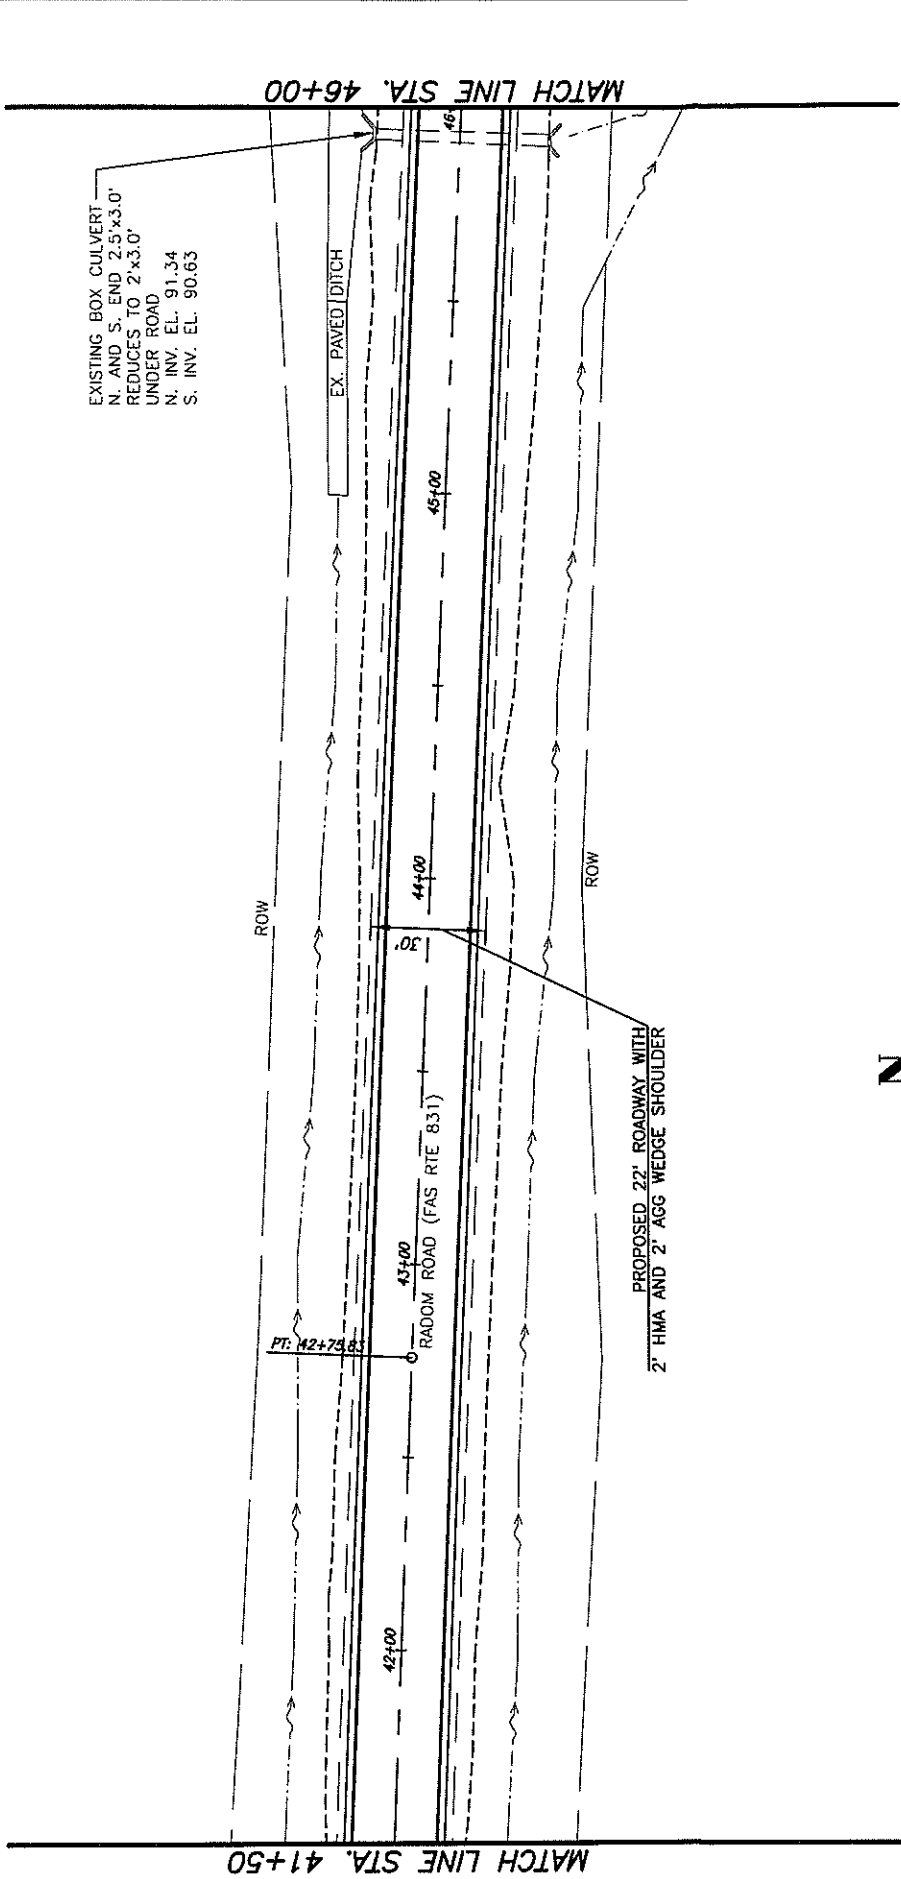 MATCH LINE STA. 46+00
EXISTING BOX CULVERT
N. AND S. END 2.5'x3.0'
REDUCES TO 2'x3.0'
UNDER ROAD
N. INV. EL. 91.34
S. INV. EL. 90.63
EX. PAVED DITCH
46+
45+00
44+00
43+00
42+00
ROW
ROW
30'
RADOM ROAD (FAS RTE 831)
PT: 42+75.83
PROPOSED 22' ROADWAY WITH
2' HMA AND 2' AGG WEDGE SHOULDER
N
MATCH LINE STA. 41+50